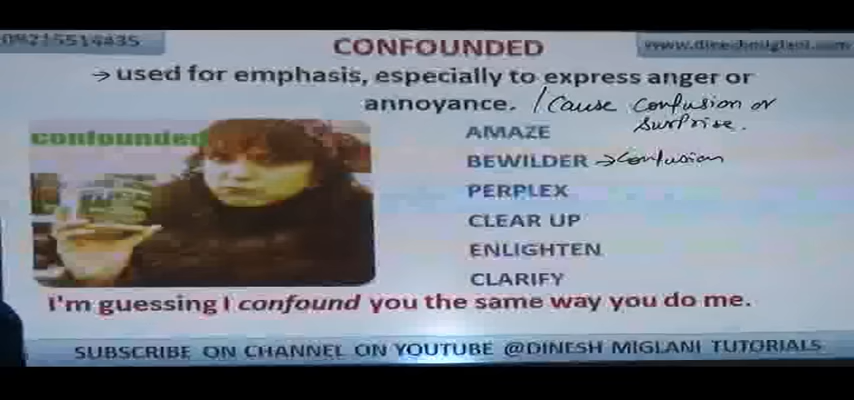 09215514435
CONFOUNDED
www.dineshmiglani.com
→ used for emphasis, especially to express anger or
annoyance. / Cause confusion or
surprise.
confounded
AMAZE
BEWILDER → confusion
PERPLEX
CLEAR UP
ENLIGHTEN
CLARIFY
I'm guessing I confound you the same way you do me.
SUBSCRIBE ON CHANNEL ON YOUTUBE @DINESH MIGLANI TUTORIALS